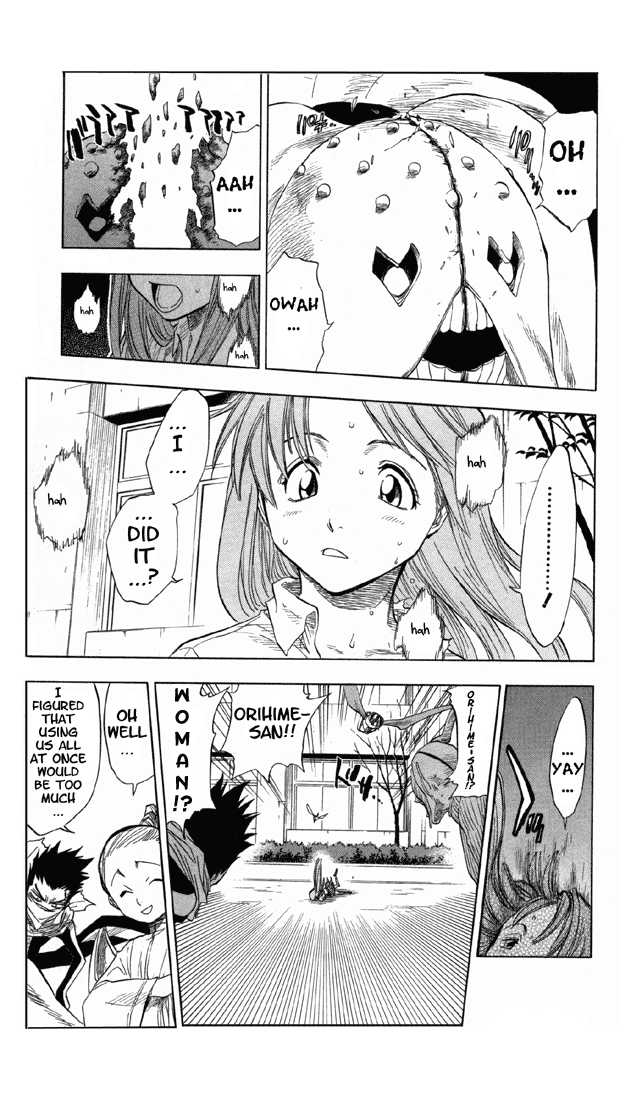 OH
...
OWAH
...
AAH
...
hah
hah
hah
..........!
hah
...
I
...
...
DID
IT
...?
hah
hah
...
YAY
...
ORIHIME-SAN!?
ORIHIME-
SAN!!
WOMAN!?
OH
WELL
...
I
FIGURED
THAT
USING
US ALL
AT ONCE
WOULD
BE TOO
MUCH
...